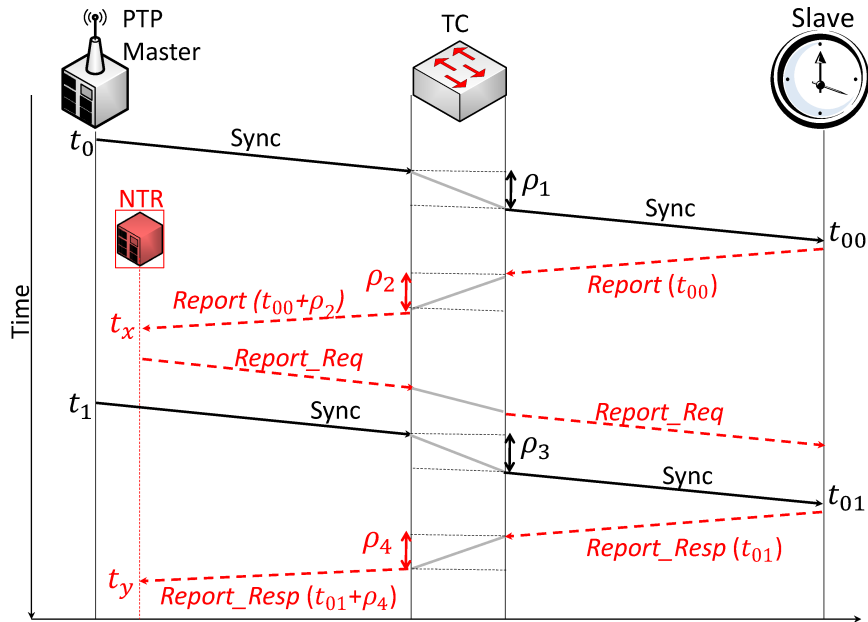 PTP
Master
TC
Slave
t₀
Sync
ρ₁
Sync
t₀₀
NTR
Report (t₀₀)
ρ₂
Report (t₀₀+ρ₂)
tₓ
Time
Report_Req
Report_Req
t₁
Sync
ρ₃
Sync
t₀₁
Report_Resp (t₀₁)
ρ₄
t_y
Report_Resp (t₀₁+ρ₄)